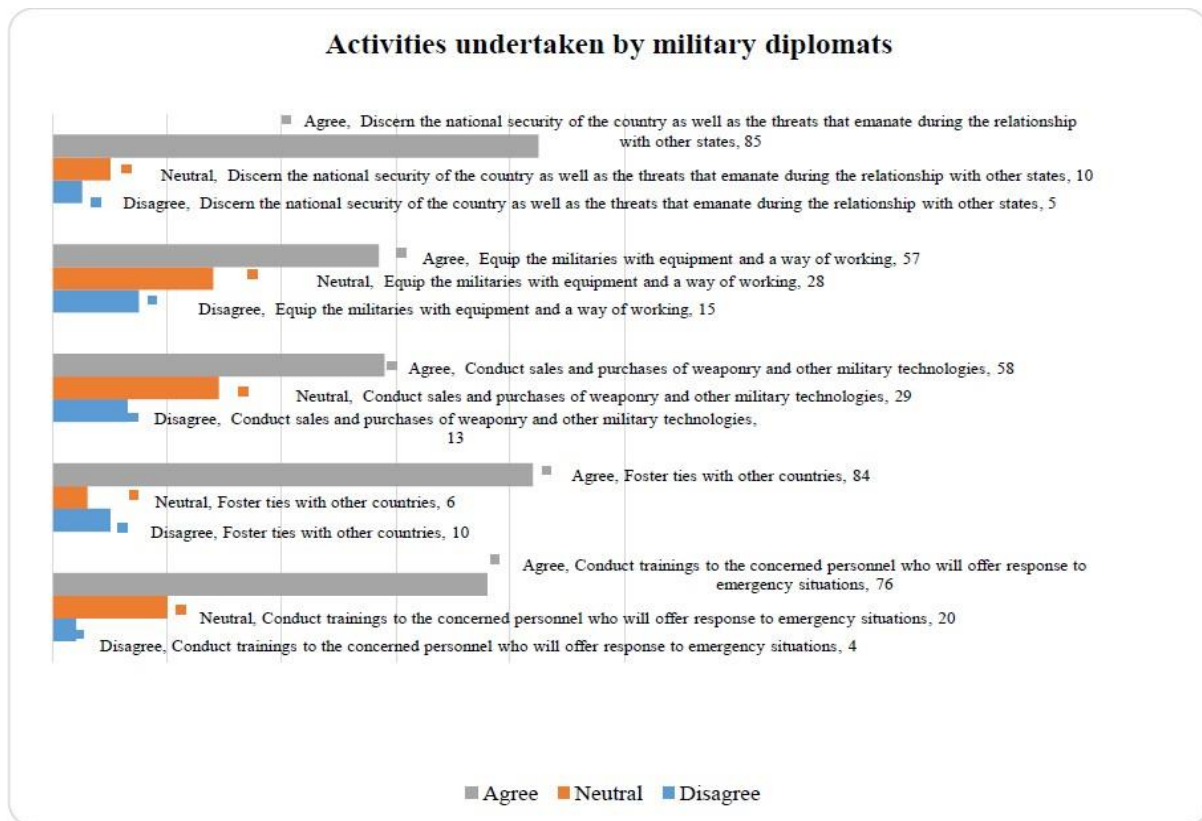 Activities undertaken by military diplomats
Agree, Discern the national security of the country as well as the threats that emanate during the relationship
with other states, 85
Neutral, Discern the national security of the country as well as the threats that emanate during the relationship with other states, 10
Disagree, Discern the national security of the country as well as the threats that emanate during the relationship with other states, 5
Agree, Equip the militaries with equipment and a way of working, 57
Neutral, Equip the militaries with equipment and a way of working, 28
Disagree, Equip the militaries with equipment and a way of working, 15
Agree, Conduct sales and purchases of weaponry and other military technologies, 58
Neutral, Conduct sales and purchases of weaponry and other military technologies, 29
Disagree, Conduct sales and purchases of weaponry and other military technologies,
13
Agree, Foster ties with other countries, 84
Neutral, Foster ties with other countries, 6
Disagree, Foster ties with other countries, 10
Agree, Conduct trainings to the concerned personnel who will offer response to
emergency situations, 76
Neutral, Conduct trainings to the concerned personnel who will offer response to emergency situations, 20
Disagree, Conduct trainings to the concerned personnel who will offer response to emergency situations, 4
Agree Neutral Disagree